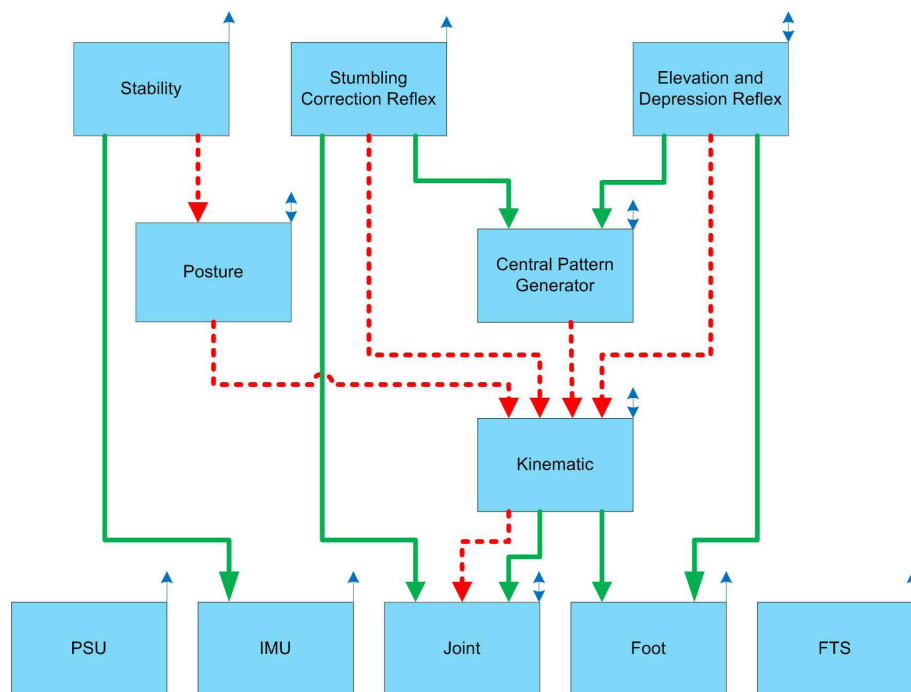 Stability
Stumbling
Correction Reflex
Elevation and
Depression Reflex
Posture
Central Pattern
Generator
Kinematic
PSU
IMU
Joint
Foot
FTS